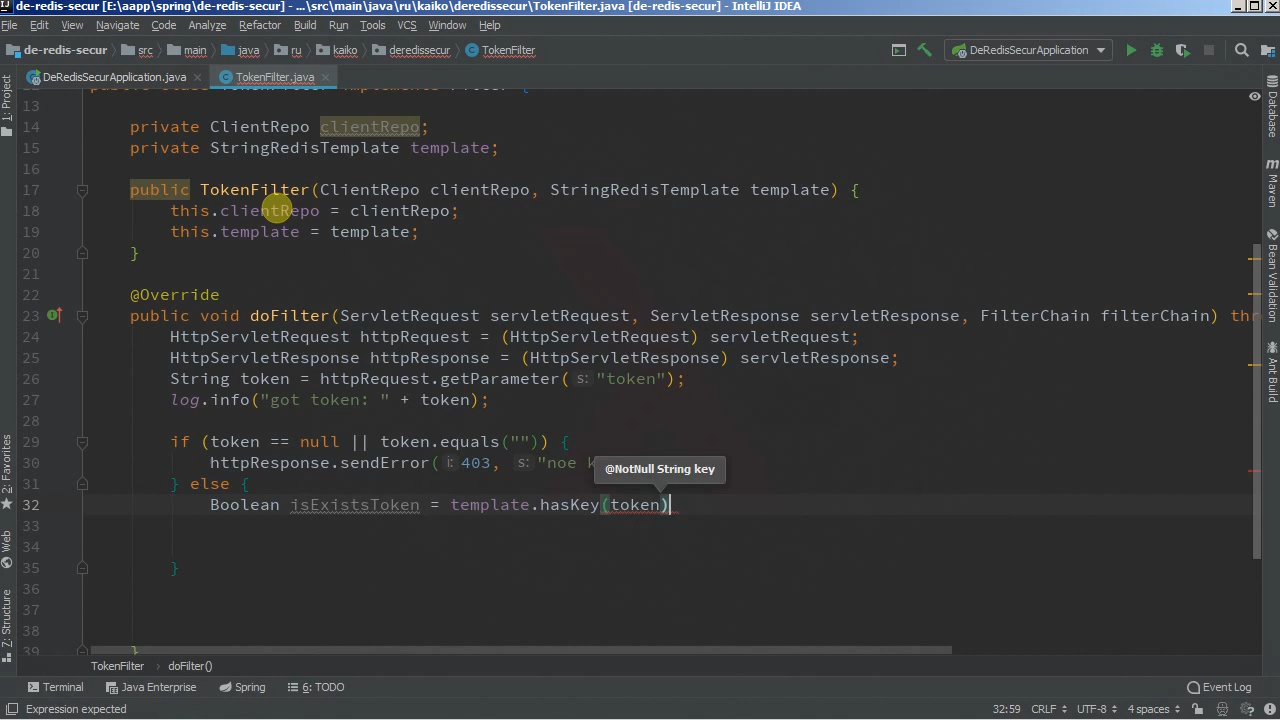 de-redis-secur [E:\aapp\spring\de-redis-secur] - ...\src\main\java\ru\kaiko\deredissecur\TokenFilter.java [de-redis-secur] - IntelliJ IDEA
File Edit View Navigate Code Analyze Refactor Build Run Tools VCS Window Help
de-redis-secur src main java ru kaiko deredissecur TokenFilter DeRedisSecurApplication
DeRedisSecurApplication.java TokenFilter.java
13
14 private ClientRepo clientRepo;
15 private StringRedisTemplate template;
16
17 public TokenFilter(ClientRepo clientRepo, StringRedisTemplate template) {
18 this.clientRepo = clientRepo;
19 this.template = template;
20 }
21
22 @Override
23 public void doFilter(ServletRequest servletRequest, ServletResponse servletResponse, FilterChain filterChain) thr
24 HttpServletRequest httpRequest = (HttpServletRequest) servletRequest;
25 HttpServletResponse httpResponse = (HttpServletResponse) servletResponse;
26 String token = httpRequest.getParameter( s: "token");
27 log.info("got token: " + token);
28
29 if (token == null || token.equals("")) {
30 httpResponse.sendError( i: 403, s: "noe k
@NotNull String key
31 } else {
32 Boolean isExistsToken = template.hasKey(token)
33
34
35 }
36
37
38
39 }
1: Project
2: Favorites
Web
7: Structure
Database
Maven
Bean Validation
Ant Build
TokenFilter doFilter()
Terminal Java Enterprise Spring 6: TODO Event Log
Expression expected 32:59 CRLF UTF-8 4 spaces